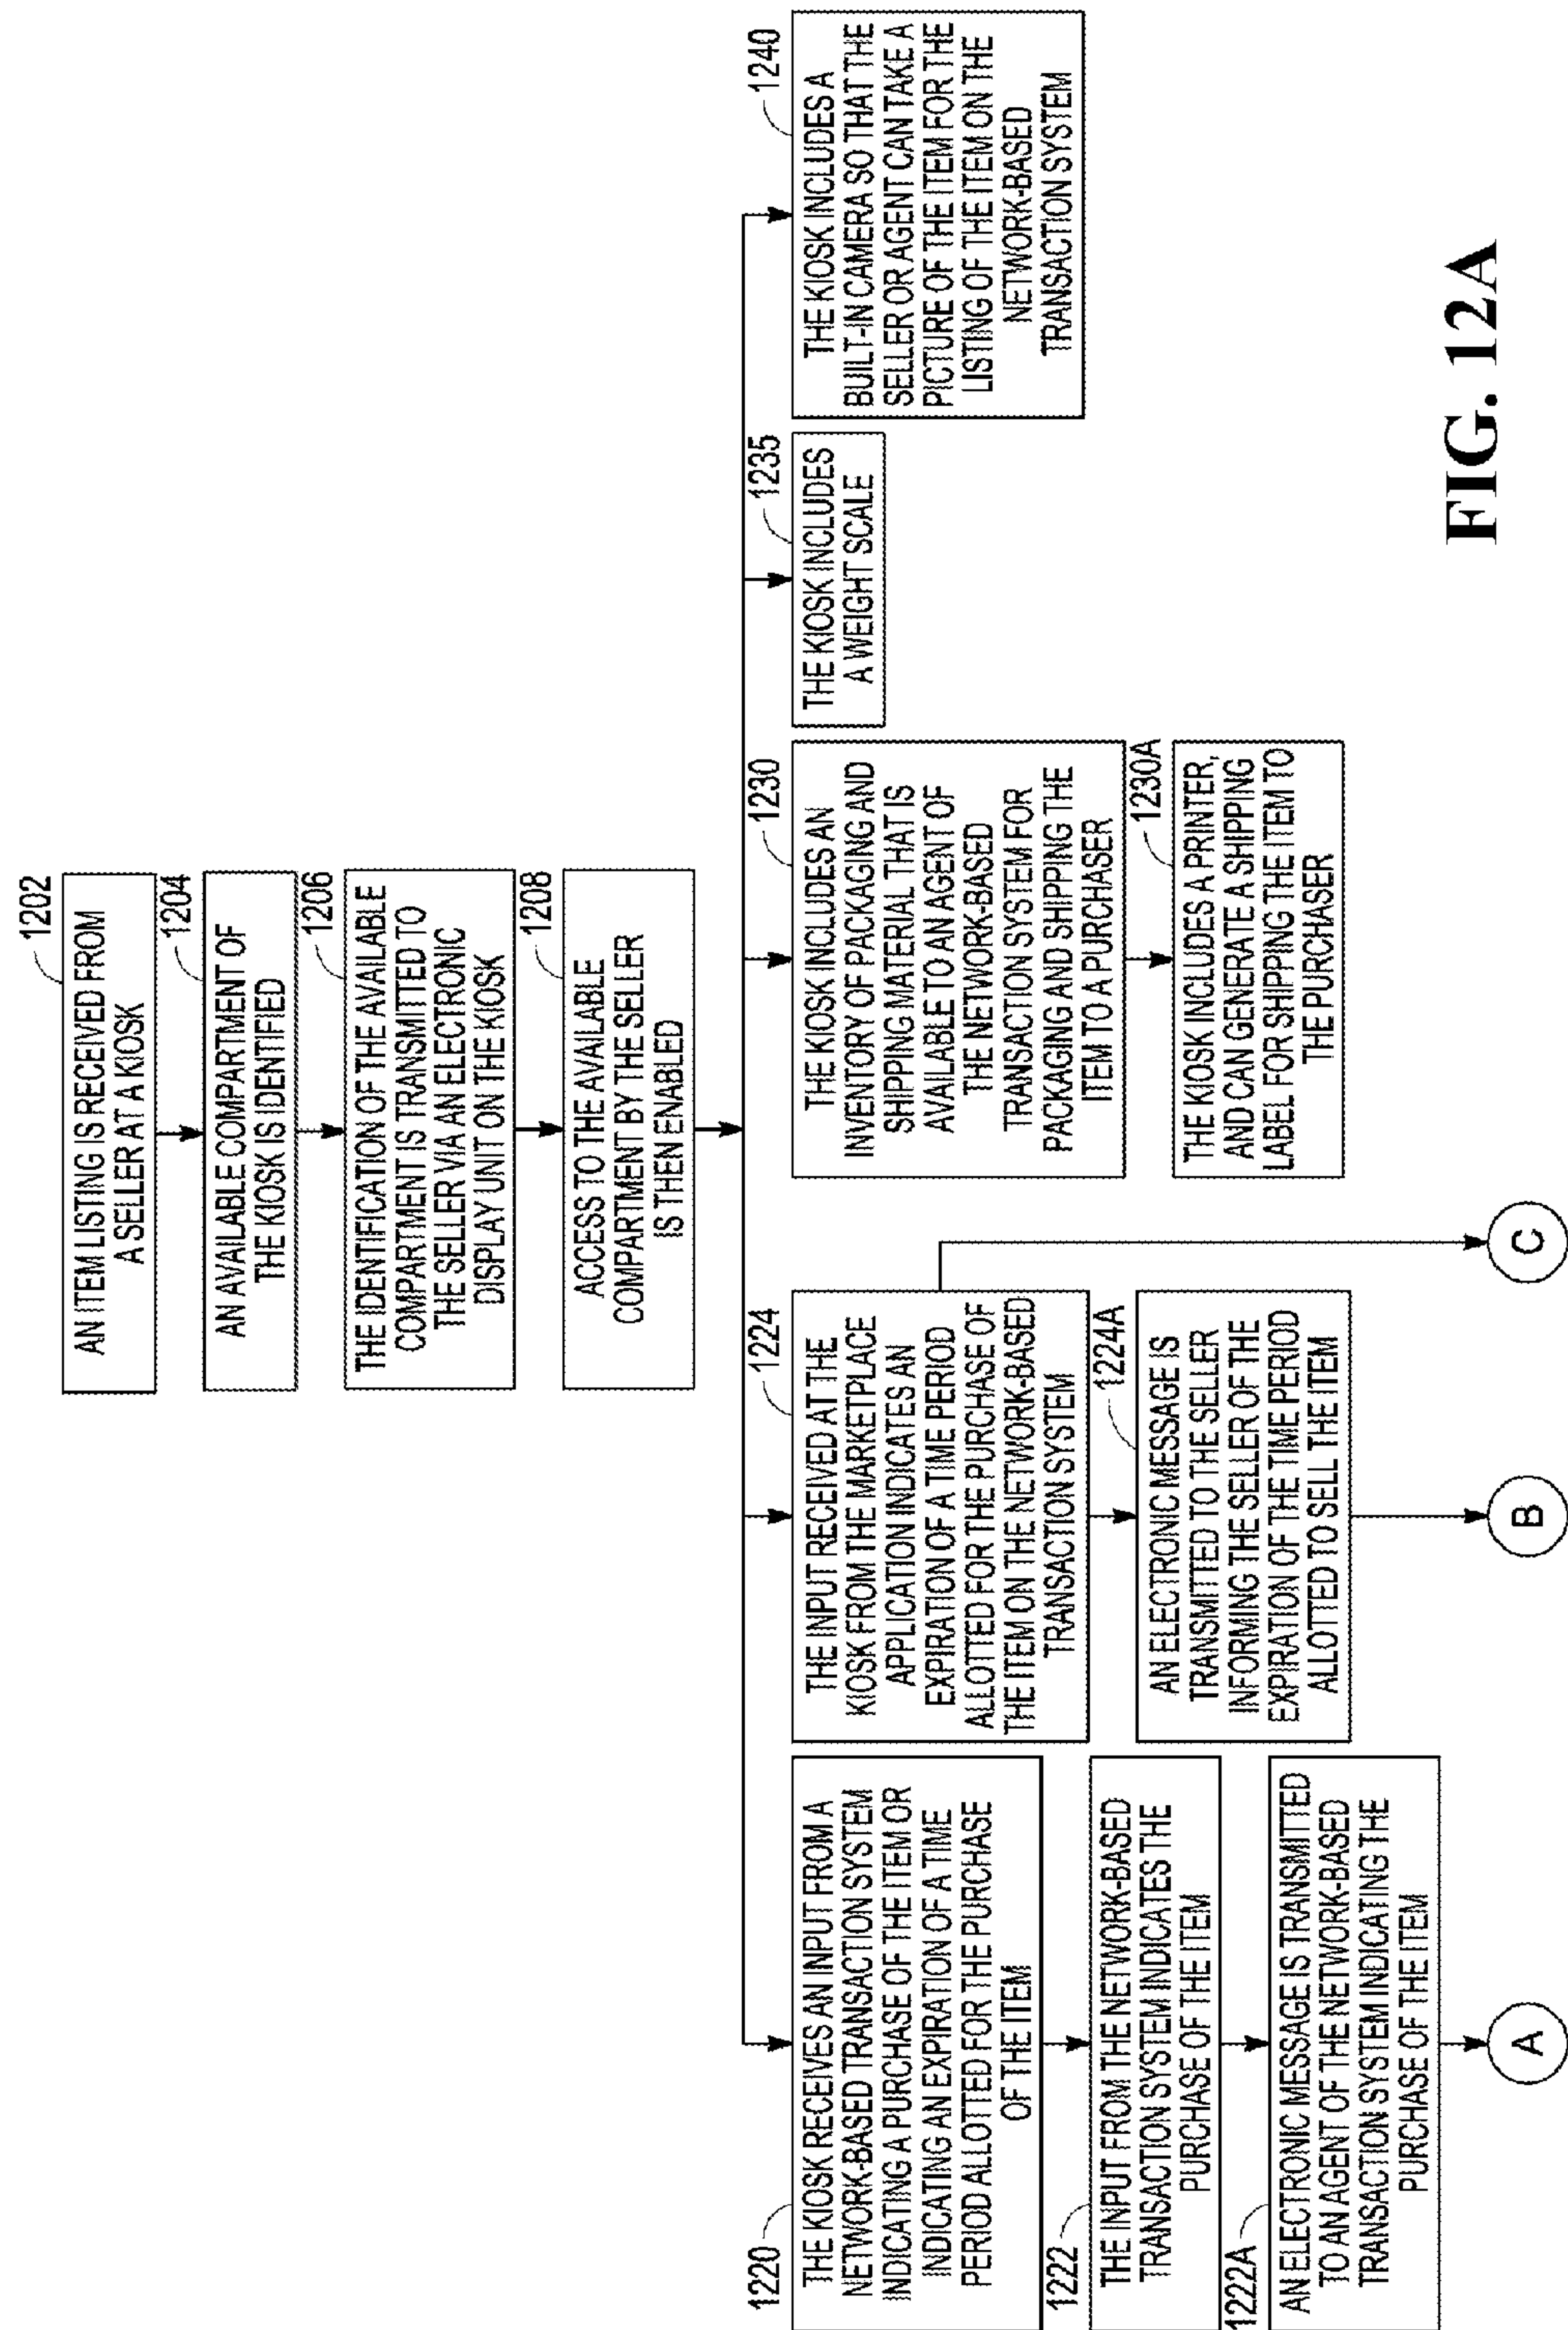 1202
AN ITEM LISTING IS RECEIVED FROM
A SELLER AT A KIOSK
1204
AN AVAILABLE COMPARTMENT OF
THE KIOSK IS IDENTIFIED
1206
THE IDENTIFICATION OF THE AVAILABLE
COMPARTMENT IS TRANSMITTED TO
THE SELLER VIA AN ELECTRONIC
DISPLAY UNIT ON THE KIOSK
1208
ACCESS TO THE AVAILABLE
COMPARTMENT BY THE SELLER
IS THEN ENABLED
1220
THE KIOSK RECEIVES AN INPUT FROM A
NETWORK-BASED TRANSACTION SYSTEM
INDICATING A PURCHASE OF THE ITEM OR
INDICATING AN EXPIRATION OF A TIME
PERIOD ALLOTTED FOR THE PURCHASE
OF THE ITEM
1222
THE INPUT FROM THE NETWORK-BASED
TRANSACTION SYSTEM INDICATES THE
PURCHASE OF THE ITEM
1222A
AN ELECTRONIC MESSAGE IS TRANSMITTED
TO AN AGENT OF THE NETWORK-BASED
TRANSACTION SYSTEM INDICATING THE
PURCHASE OF THE ITEM
A
1224
THE INPUT RECEIVED AT THE
KIOSK FROM THE MARKETPLACE
APPLICATION INDICATES AN
EXPIRATION OF A TIME PERIOD
ALLOTTED FOR THE PURCHASE OF
THE ITEM ON THE NETWORK-BASED
TRANSACTION SYSTEM
1224A
AN ELECTRONIC MESSAGE IS
TRANSMITTED TO THE SELLER
INFORMING THE SELLER OF THE
EXPIRATION OF THE TIME PERIOD
ALLOTTED TO SELL THE ITEM
B
C
1230
THE KIOSK INCLUDES AN
INVENTORY OF PACKAGING AND
SHIPPING MATERIAL THAT IS
AVAILABLE TO AN AGENT OF
THE NETWORK-BASED
TRANSACTION SYSTEM FOR
PACKAGING AND SHIPPING THE
ITEM TO A PURCHASER
1230A
THE KIOSK INCLUDES A PRINTER,
AND CAN GENERATE A SHIPPING
LABEL FOR SHIPPING THE ITEM TO
THE PURCHASER
1235
THE KIOSK INCLUDES
A WEIGHT SCALE
1240
THE KIOSK INCLUDES A
BUILT-IN CAMERA SO THAT THE
SELLER OR AGENT CAN TAKE A
PICTURE OF THE ITEM FOR THE
LISTING OF THE ITEM ON THE
NETWORK-BASED
TRANSACTION SYSTEM
FIG. 12A